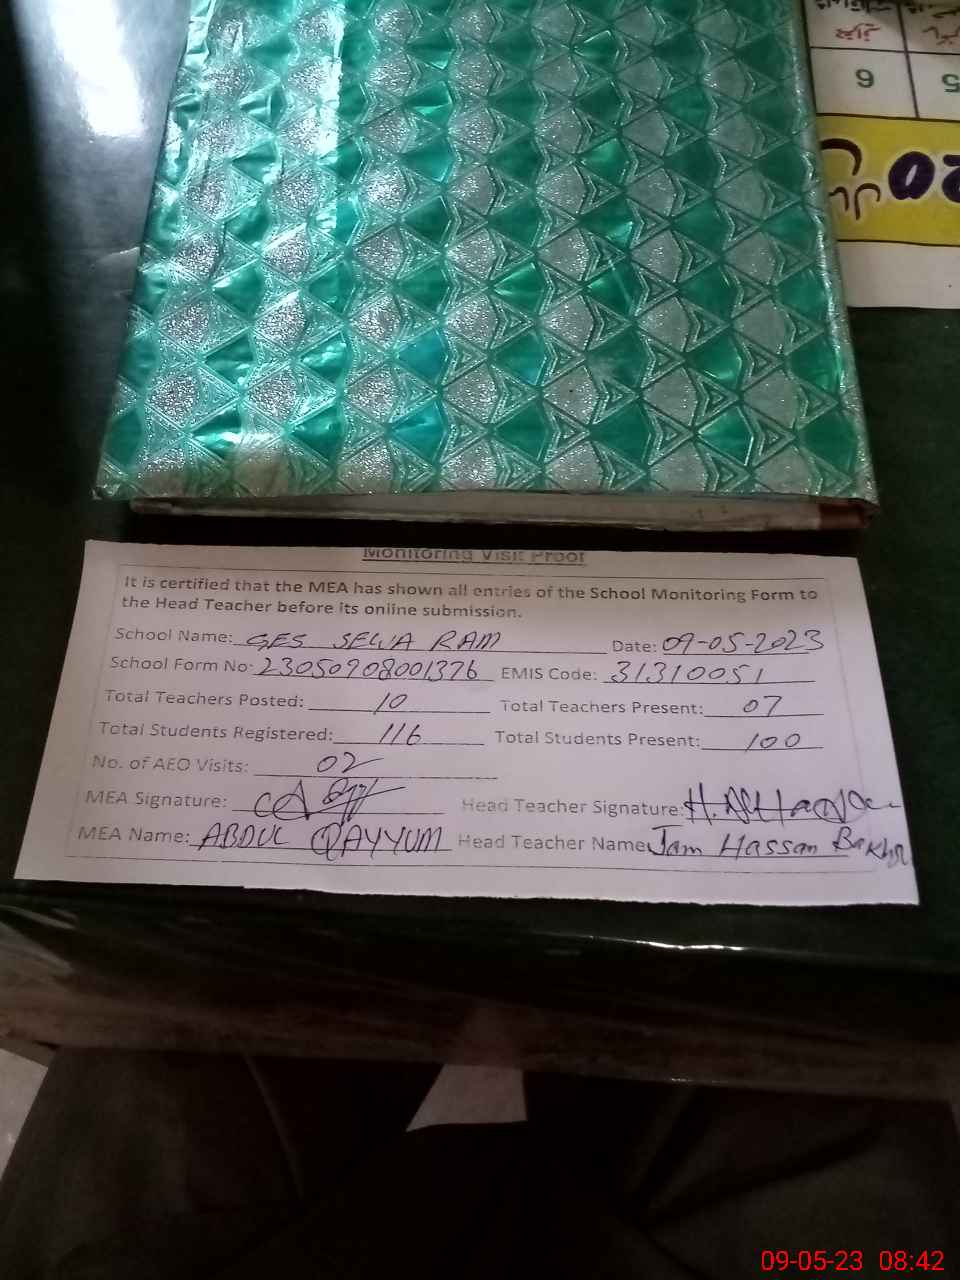 6
5
20
Monitoring Visit Proof
It is certified that the MEA has shown all entries of the School Monitoring Form to
the Head Teacher before its online submission.
School Name: GES SEWA RAM Date: 09-05-2023
School Form No: 23050908001376 EMIS Code: 31310051
Total Teachers Posted: 10 Total Teachers Present: 07
Total Students Registered: 116 Total Students Present: 100
No. of AEO Visits: 02
MEA Signature: Head Teacher Signature:
MEA Name: ABDUL QAYYUM Head Teacher Name Jam Hassan Bakhsh
09-05-23 08:42